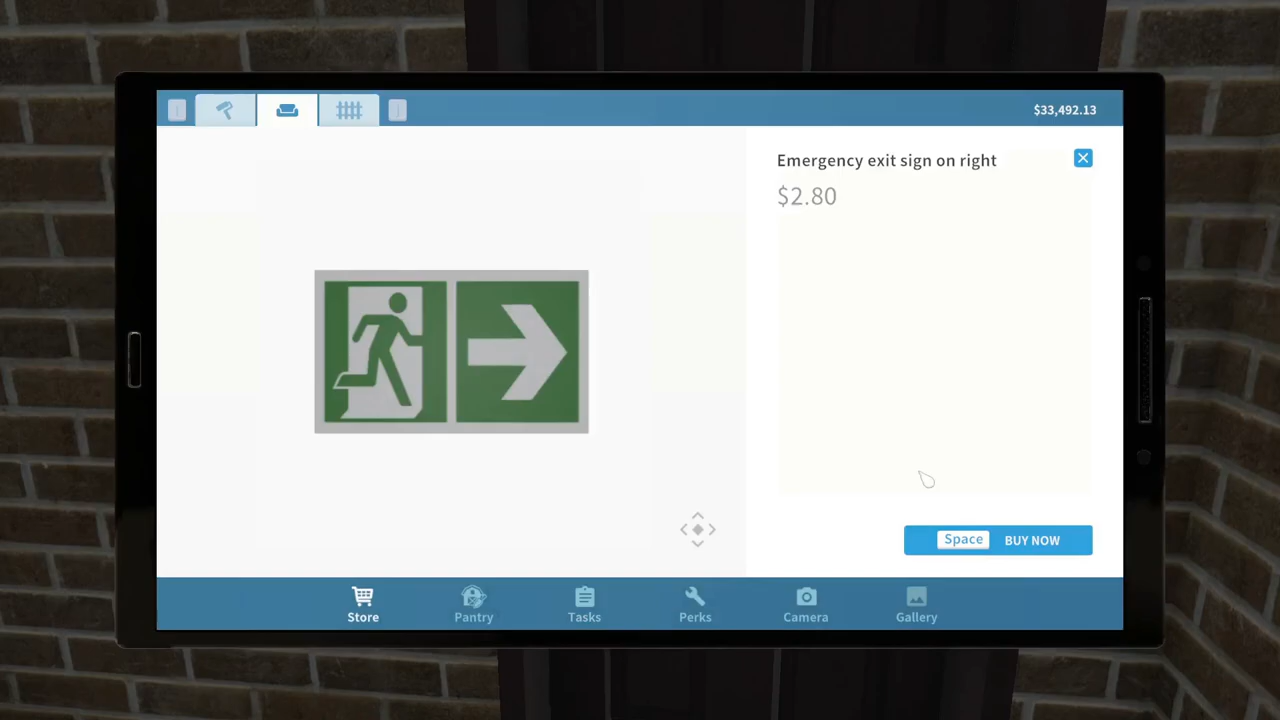 $33,492.13
Emergency exit sign on right
$2.80
Space BUY NOW
Store
Pantry
Tasks
Perks
Camera
Gallery